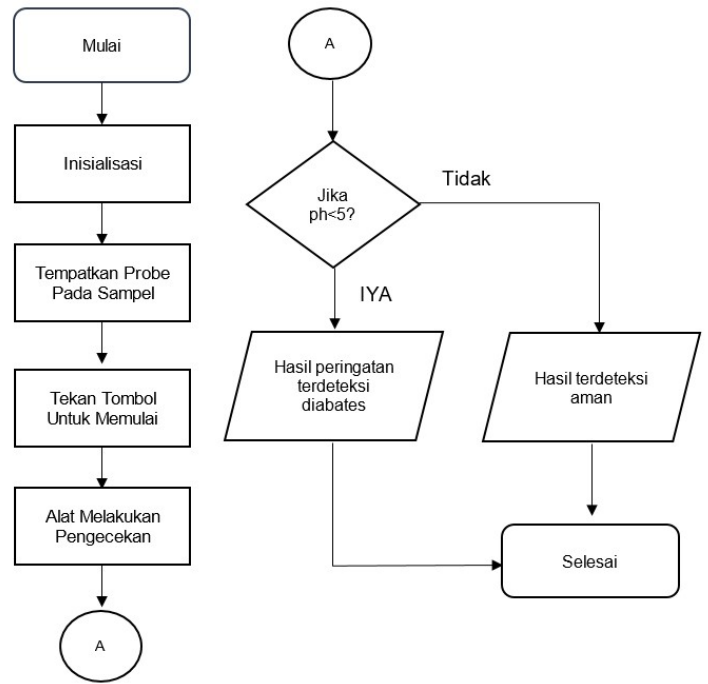 Mulai
Inisialisasi
Tempatkan Probe
Pada Sampel
Tekan Tombol
Untuk Memulai
Alat Melakukan
Pengecekan
A
A
Jika
ph<5?
Tidak
IYA
Hasil peringatan
terdeteksi
diabates
Hasil terdeteksi
aman
Selesai